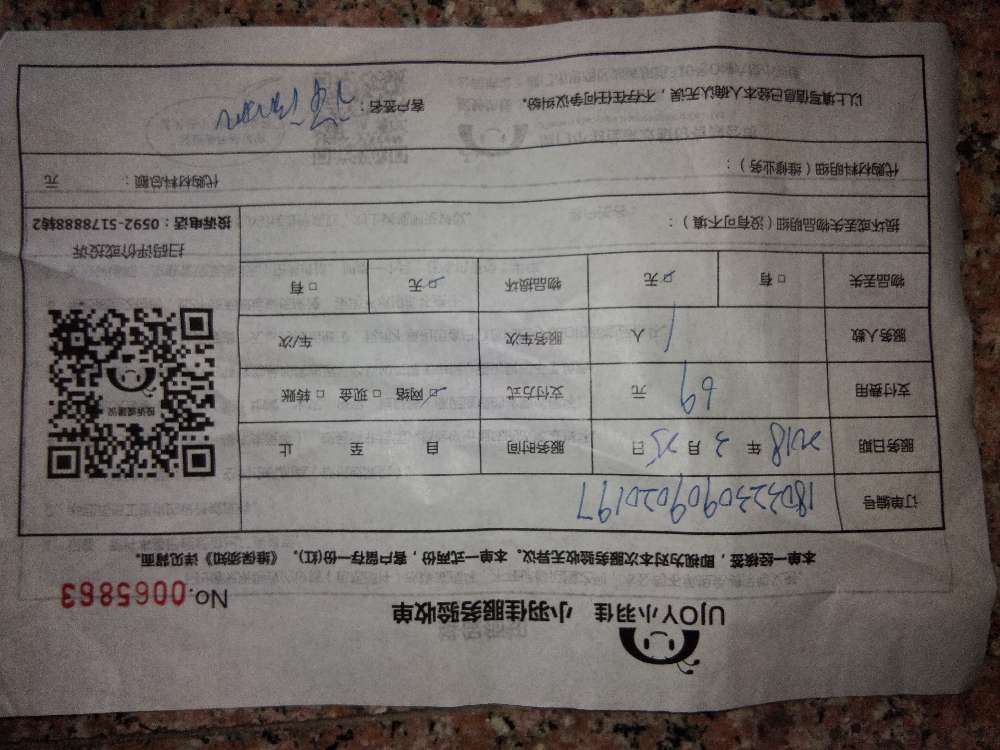 UJOY小羽佳 小羽佳服务验收单
No.0065863
本单一经核签，即视为对本次服务验收无异议。本单一式两份，客户留存一份(红)。《维保须知》详见背面。
订单编号 180323090902019
服务日期 2018 年 3 月 25 日 服务时间 自 至 止
支付费用 69 元 支付方式 ☑ 网络 □ 现金 □ 转账
服务人数 1 人 服务车次 车/次
物品丢失 □ 有 ☑ 无 物品损坏 ☑ 无 □ 有
投诉或建议
扫码评价或投诉
投诉电话：0592-5178888转2
损坏或丢失物品明细（没有可不填）：
代购材料明细（维修业务）： 代购材料总额： 元
以上填写信息已经本人确认无误，不存在任何争议纠纷。 客户签名：